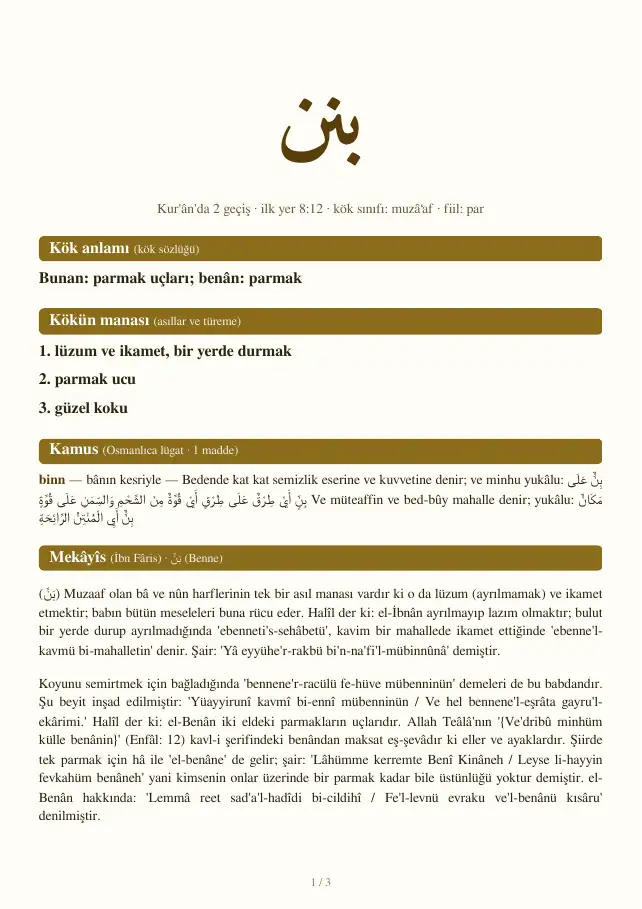 بنن
Kur'ân'da 2 geçiş · ilk yer 8:12 · kök sınıfı: muzâ'af · fiil: par
Kök anlamı (kök sözlüğü)
Bunan: parmak uçları; benân: parmak
Kökün manası (asıllar ve türeme)
1. lüzum ve ikamet, bir yerde durmak
2. parmak ucu
3. güzel koku
Kamus (Osmanlıca lügat · 1 madde)
binn — bânın kesriyle — Bedende kat kat semizlik eserine ve kuvvetine denir; ve minhu yukâlu: بِنٌّ عَلَى
بِنٍّ أَيْ طِرْقٌ عَلَى طِرْقٍ أَيْ قُوَّةٌ مِنَ الشَّحْمِ وَالسِّمَنِ عَلَى قُوَّةٍ Ve müteaffin ve bed-bûy mahalle denir; yukâlu: مَكَانٌ
بِنٌّ أَيِ الْمُنْتِنُ الرَّائِحَةِ
Mekâyîs (İbn Fâris) · بَنَّ (Benne)
(بَنَّ) Muzaaf olan bâ ve nûn harflerinin tek bir asıl manası vardır ki o da lüzum (ayrılmamak) ve ikamet
etmektir; babın bütün meseleleri buna rücu eder. Halîl der ki: el-İbnân ayrılmayıp lazım olmaktır; bulut
bir yerde durup ayrılmadığında 'ebenneti's-sehâbetü', kavim bir mahallede ikamet ettiğinde 'ebenne'l-
kavmü bi-mahalletin' denir. Şair: 'Yâ eyyühe'r-rakbü bi'n-na'fi'l-mübinnûnâ' demiştir.
Koyunu semirtmek için bağladığında 'bennene'r-racülü fe-hüve mübenninün' demeleri de bu babdandır.
Şu beyit inşad edilmiştir: 'Yüayyirunî kavmî bi-ennî mübenninün / Ve hel bennene'l-eşrâta gayru'l-
ekârimi.' Halîl der ki: el-Benân iki eldeki parmakların uçlarıdır. Allah Teâlâ'nın '{Ve'dribû minhüm
külle benânin}' (Enfâl: 12) kavl-i şerifindeki benândan maksat eş-şevâdır ki eller ve ayaklardır. Şiirde
tek parmak için hâ ile 'el-benâne' de gelir; şair: 'Lâhümme kerremte Benî Kinâneh / Leyse li-hayyin
fevkahüm benâneh' yani kimsenin onlar üzerinde bir parmak kadar bile üstünlüğü yoktur demiştir. el-
Benân hakkında: 'Lemmâ reet sad'a'l-hadîdi bi-cildihî / Fe'l-levnü evraku ve'l-benânü kısâru'
denilmiştir.
1 / 3